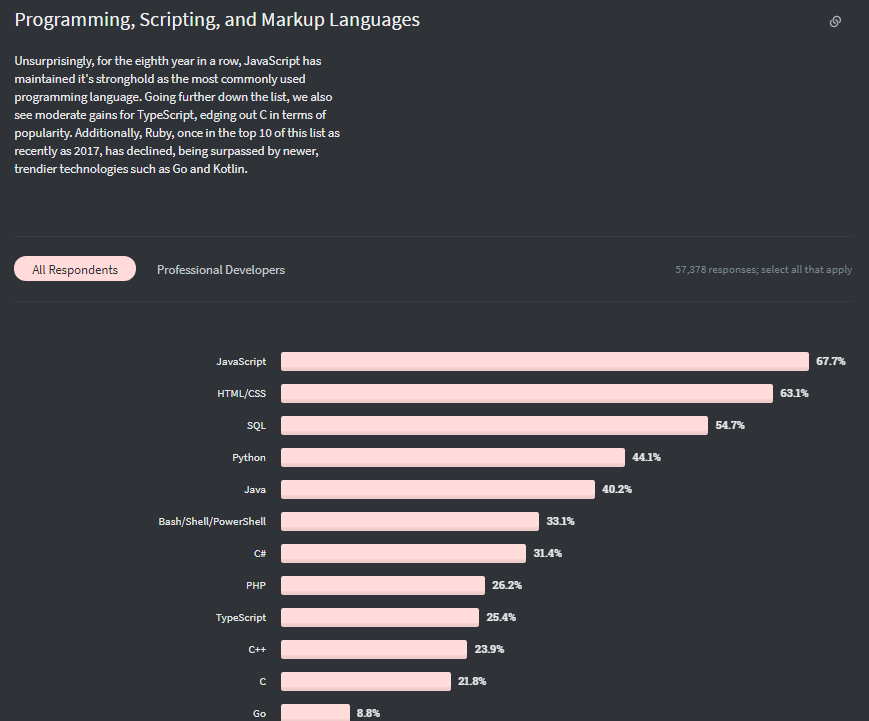 Programming, Scripting, and Markup Languages
Unsurprisingly, for the eighth year in a row, JavaScript has
maintained it's stronghold as the most commonly used
programming language. Going further down the list, we also
see moderate gains for TypeScript, edging out C in terms of
popularity. Additionally, Ruby, once in the top 10 of this list as
recently as 2017, has declined, being surpassed by newer,
trendier technologies such as Go and Kotlin.
All Respondents Professional Developers 57,378 responses; select all that apply
JavaScript 67.7%
HTML/CSS 63.1%
SQL 54.7%
Python 44.1%
Java 40.2%
Bash/Shell/PowerShell 33.1%
C# 31.4%
PHP 26.2%
TypeScript 25.4%
C++ 23.9%
C 21.8%
Go 8.8%